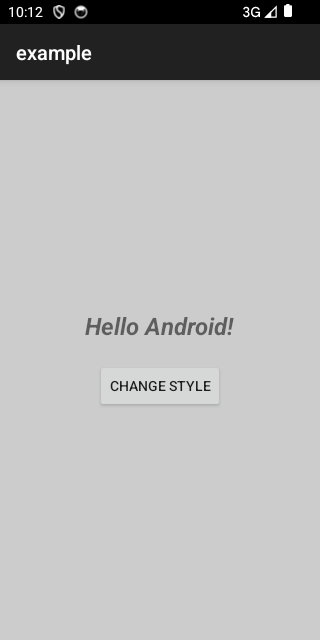 10:12
3G
example
Hello Android!
CHANGE STYLE